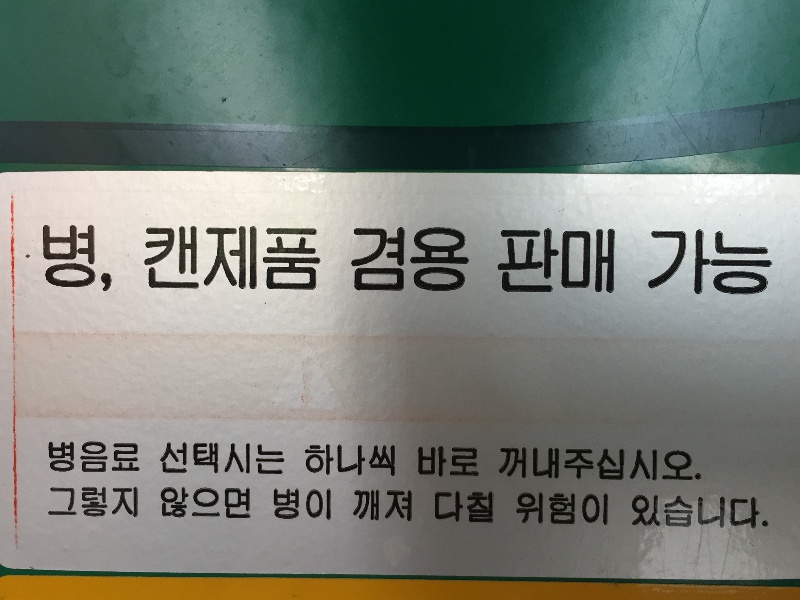 병, 캔제품 겸용 판매 가능
병음료 선택시는 하나씩 바로 꺼내주십시오.
그렇지 않으면 병이 깨져 다칠 위험이 있습니다.